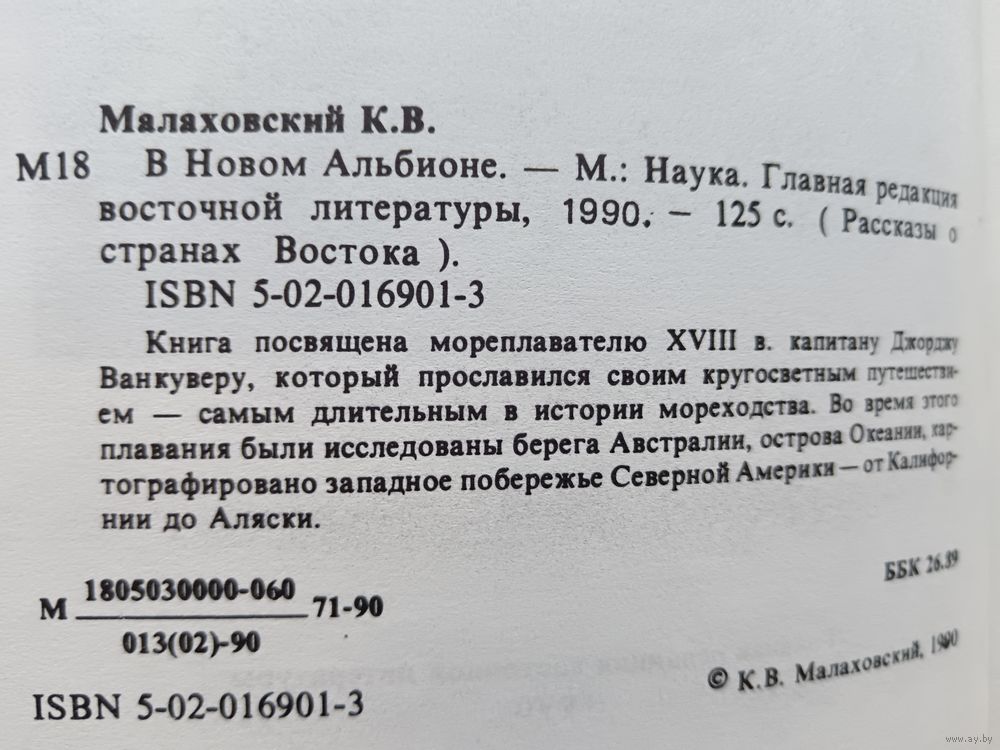 Малаховский К.В.
М18 В Новом Альбионе. — М.: Наука. Главная редакция
восточной литературы, 1990. — 125 с. ( Рассказы о
странах Востока ).
ISBN 5-02-016901-3
Книга посвящена мореплавателю XVIII в. капитану Джорджу
Ванкуверу, который прославился своим кругосветным путешестви-
ем — самым длительным в истории мореходства. Во время этого
плавания были исследованы берега Австралии, острова Океании, кар-
тографировано западное побережье Северной Америки — от Калифор-
нии до Аляски.
ББК 26.89
1805030000-060
М 71-90
013(02)-90
© К.В. Малаховский, 1990
ISBN 5-02-016901-3
www.ay.by